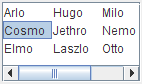 Arlo Hugo Milo
Cosmo Jethro Nemo
Elmo Laszlo Otto